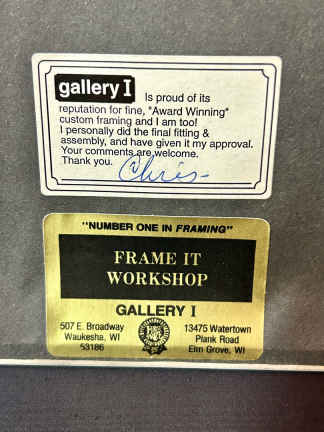 gallery I Is proud of its
reputation for fine, "Award Winning"
custom framing and I am too!
I personally did the final fitting &
assembly, and have given it my approval.
Your comments are welcome.
Thank you. Chris
"NUMBER ONE IN FRAMING"
FRAME IT
WORKSHOP
GALLERY I
507 E. Broadway
Waukesha, WI
53186
13475 Watertown
Plank Road
Elm Grove, WI